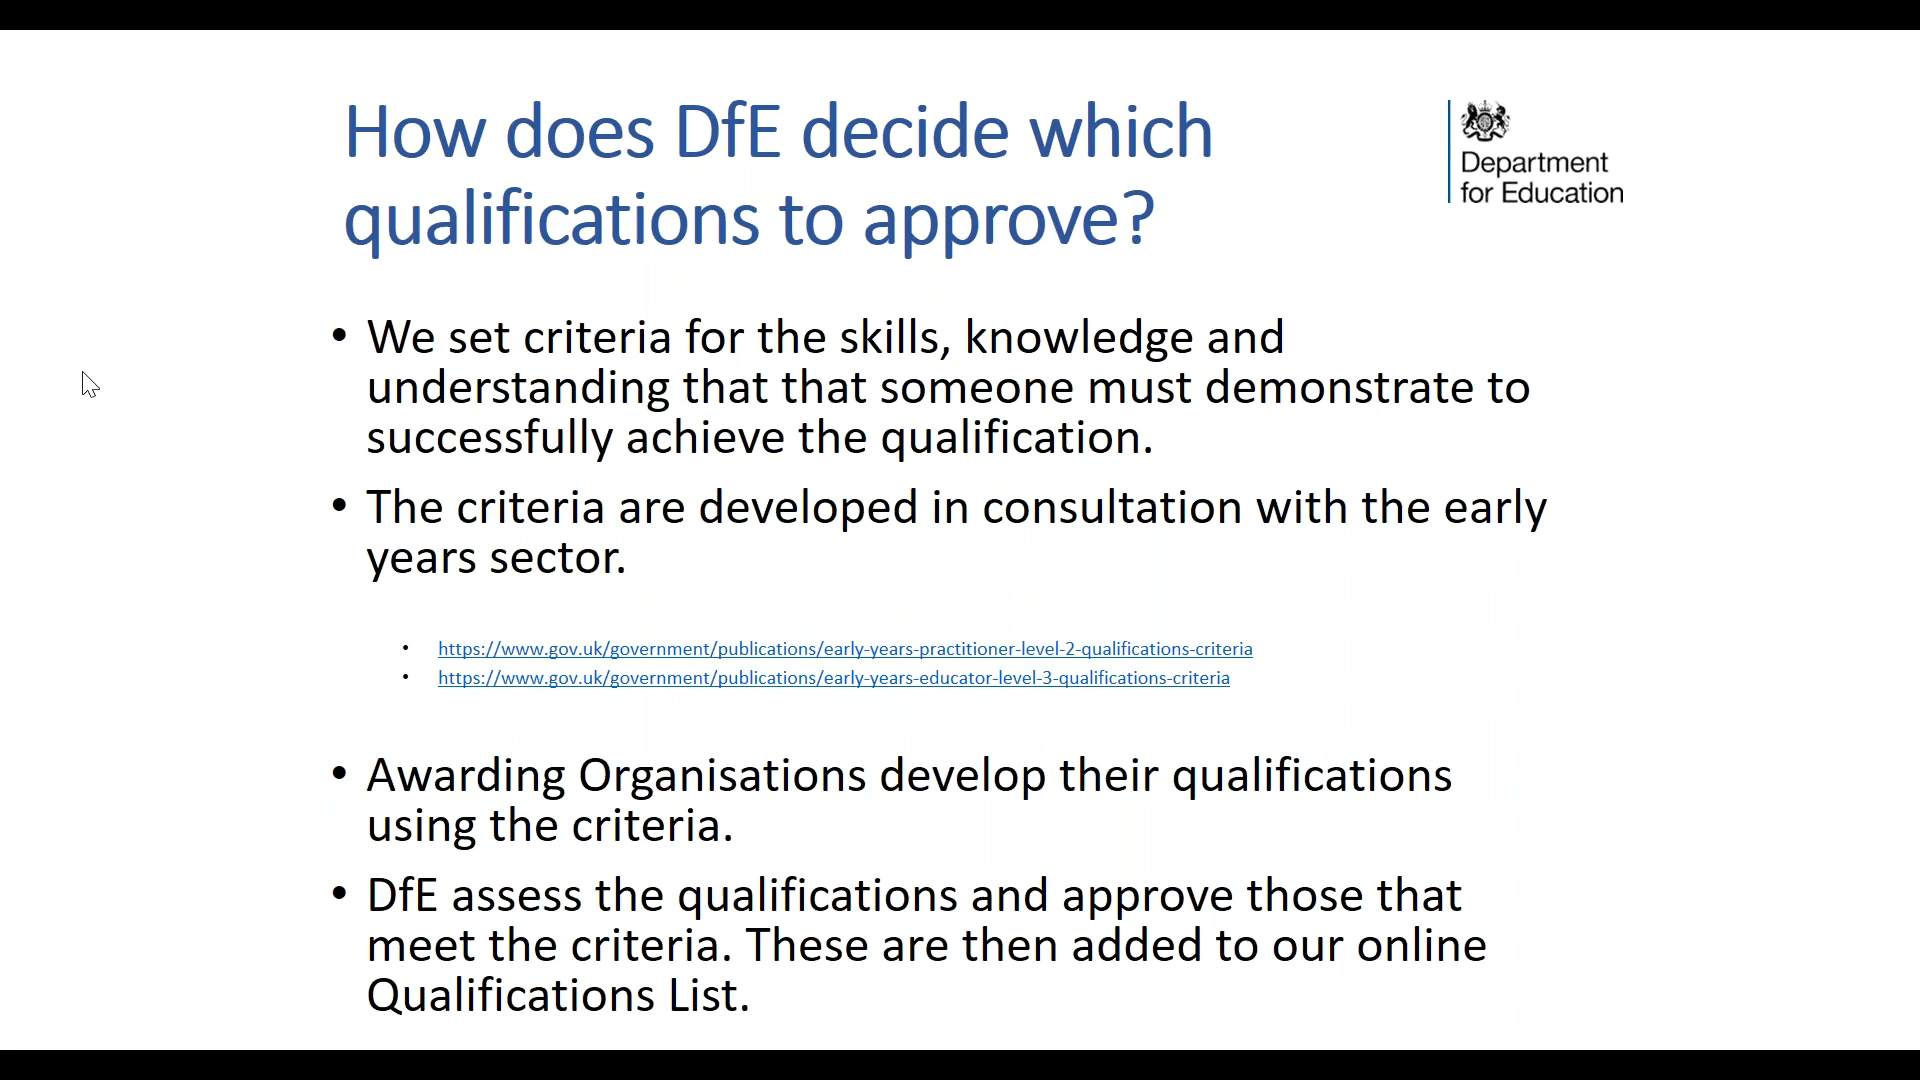 How does DfE decide which
qualifications to approve?
Department
for Education
• We set criteria for the skills, knowledge and
understanding that that someone must demonstrate to
successfully achieve the qualification.
• The criteria are developed in consultation with the early
years sector.
• https://www.gov.uk/government/publications/early-years-practitioner-level-2-qualifications-criteria
• https://www.gov.uk/government/publications/early-years-educator-level-3-qualifications-criteria
• Awarding Organisations develop their qualifications
using the criteria.
• DfE assess the qualifications and approve those that
meet the criteria. These are then added to our online
Qualifications List.